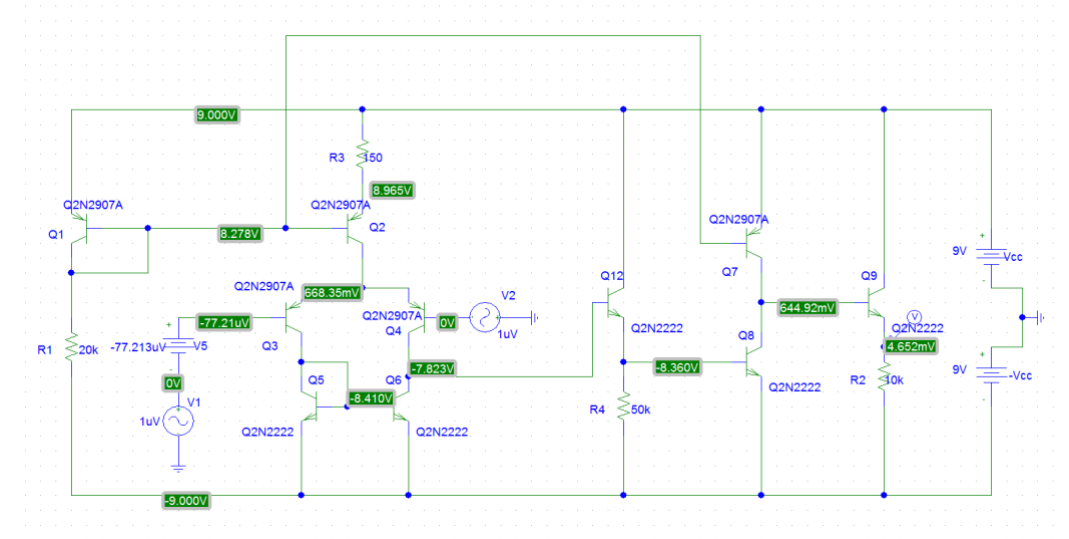 9.000V
R3 150
8.965V
Q2N2907A
Q1
Q2N2907A
Q2
8.278V
Q2N2907A
Q7
9V
Vcc
Q12
Q9
Q2N2907A
668.35mV
V2
Q2N2907A
Q4
0V
1uV
644.92mV
-77.21uV
Q3
Q2N2222
V
Q2N2222
4.652mV
R1 20k
-77.213uV V5
-7.823V
-8.360V
Q8
9V
-Vcc
0V
Q5
Q6
Q2N2222
R2
-8.410V
V1
1uV
R4 50k
Q2N2222
Q2N2222
-9.000V